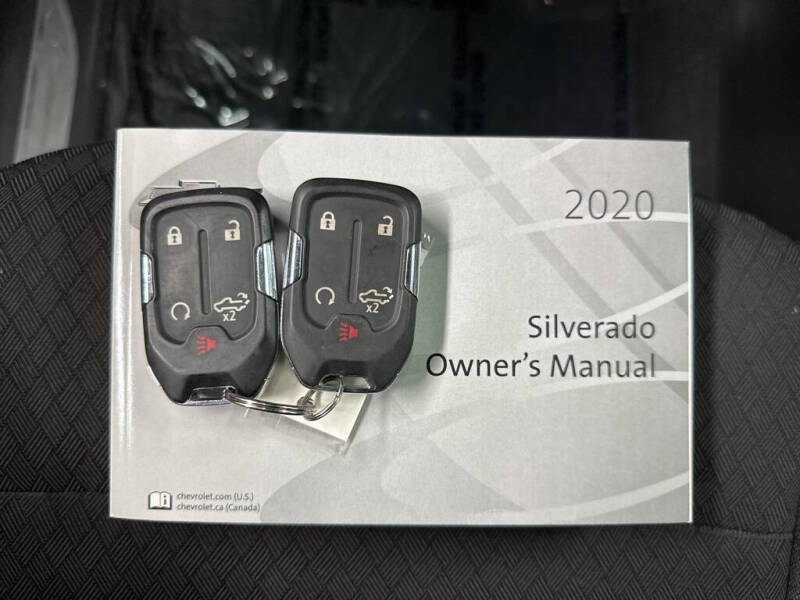 2020
Silverado
Owner's Manual
x2
x2
chevrolet.com (U.S.)
chevrolet.ca (Canada)